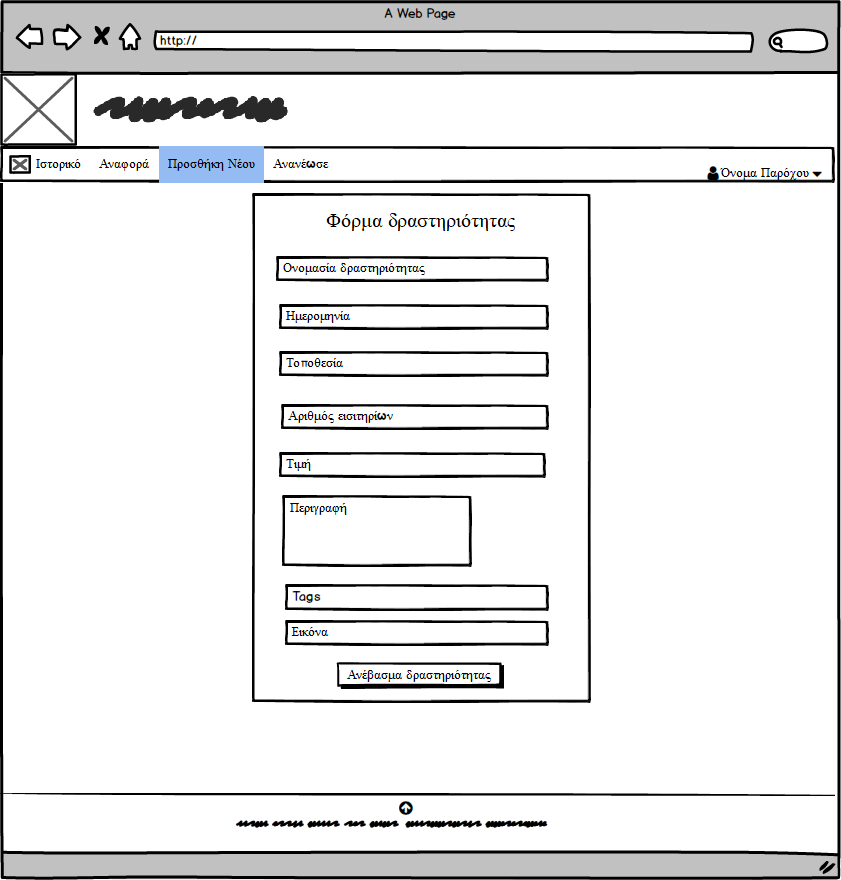 A Web Page
http://
Ιστορικό Αναφορά Προσθήκη Νέου Ανανέωσε
Όνομα Παρόχου
Φόρμα δραστηριότητας
Ονομασία δραστηριότητας
Ημερομηνία
Τοποθεσία
Αριθμός εισιτηρίων
Τιμή
Περιγραφή
Tags
Εικόνα
Ανέβασμα δραστηριότητας